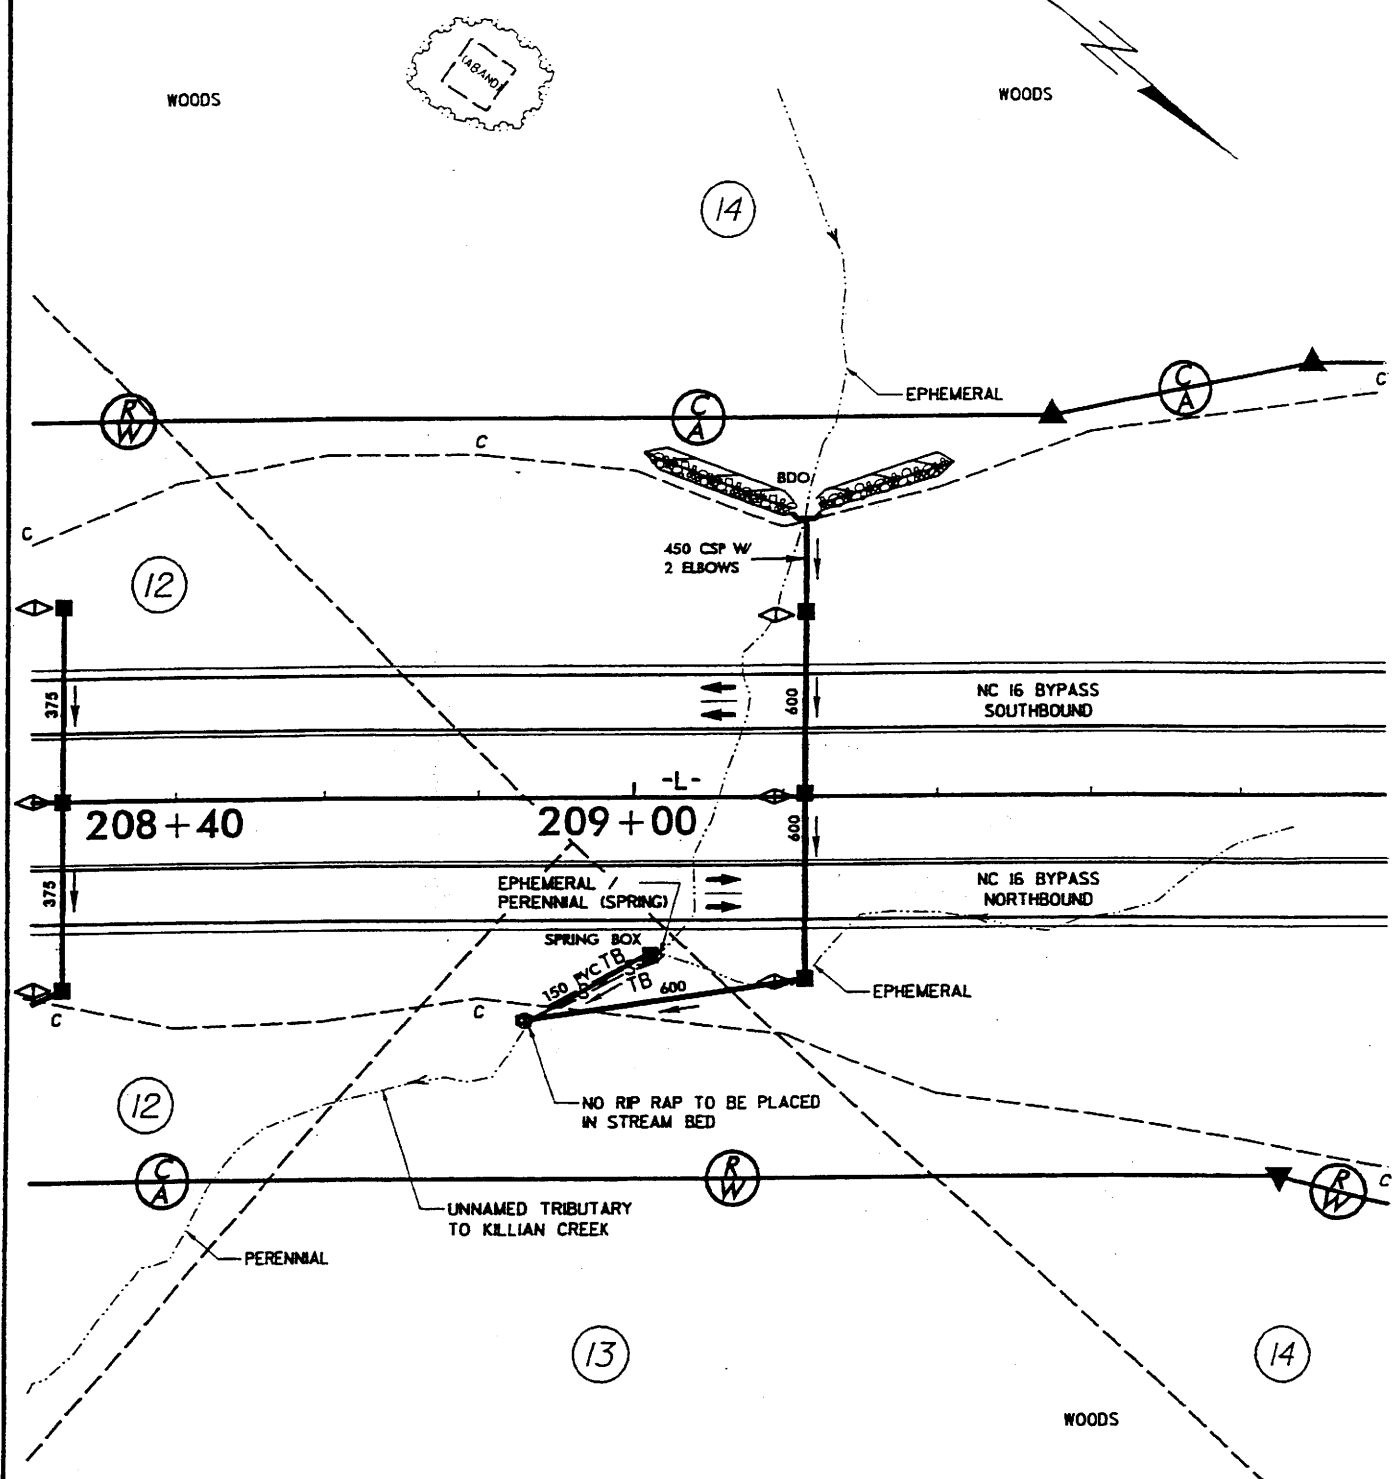 (ABAND)
WOODS
WOODS
14
EPHEMERAL
C
R
W
C
A
C
A
C
C
BDO
450 CSP W/
2 ELBOWS
12
375
600
NC 16 BYPASS
SOUTHBOUND
-L-
208+40
209+00
375
600
EPHEMERAL
PERENNIAL (SPRING)
NC 16 BYPASS
NORTHBOUND
SPRING BOX
150 PVC
TB
TB
600
EPHEMERAL
C
C
12
NO RIP RAP TO BE PLACED
IN STREAM BED
C
A
R
W
R
W
C
UNNAMED TRIBUTARY
TO KILLIAN CREEK
PERENNIAL
13
14
WOODS